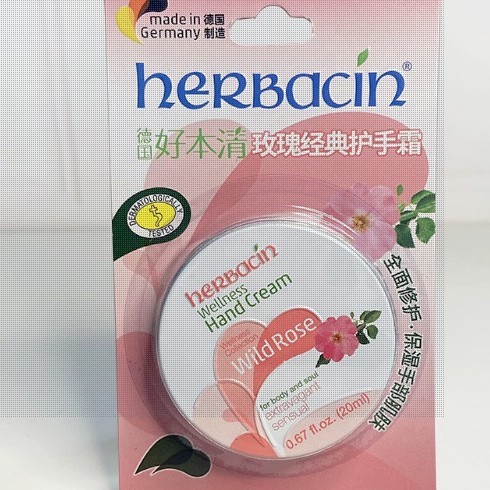 made in 德国
Germany 制造
herbacin®
德国 好本清 玫瑰经典护手霜
DERMATOLOGICALLY
TESTED
全面修护·保湿手部肌肤
herbacin
Wellness
Hand Cream
Wild Rose
for body and soul
extravagant
sensual
0.67 fl.oz. (20ml)